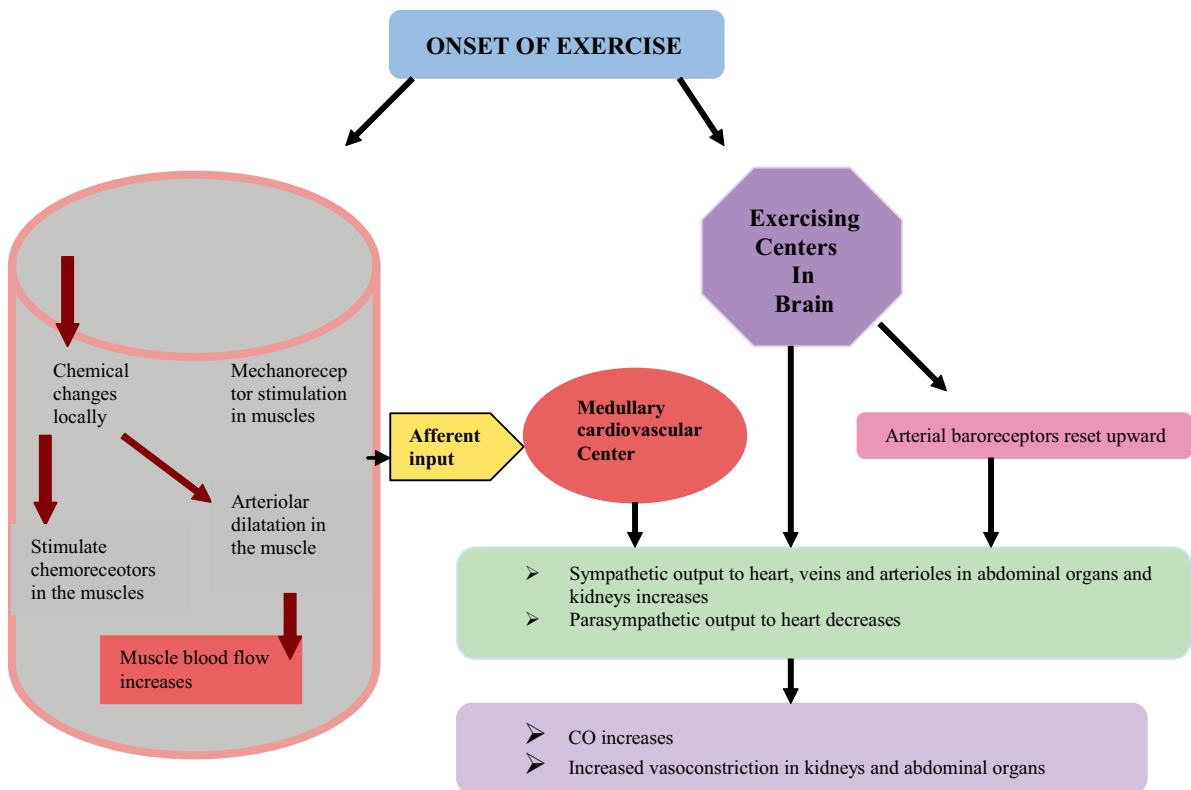 ONSET OF EXERCISE
Exercising
Centers
In
Brain
Chemical
changes
locally
Mechanorecep
tor stimulation
in muscles
Arteriolar
dilatation in
the muscle
Stimulate
chemoreceotors
in the muscles
Muscle blood flow
increases
Afferent
input
Medullary
cardiovascular
Center
Arterial baroreceptors reset upward
➢ Sympathetic output to heart, veins and arterioles in abdominal organs and
kidneys increases
➢ Parasympathetic output to heart decreases
➢ CO increases
➢ Increased vasoconstriction in kidneys and abdominal organs